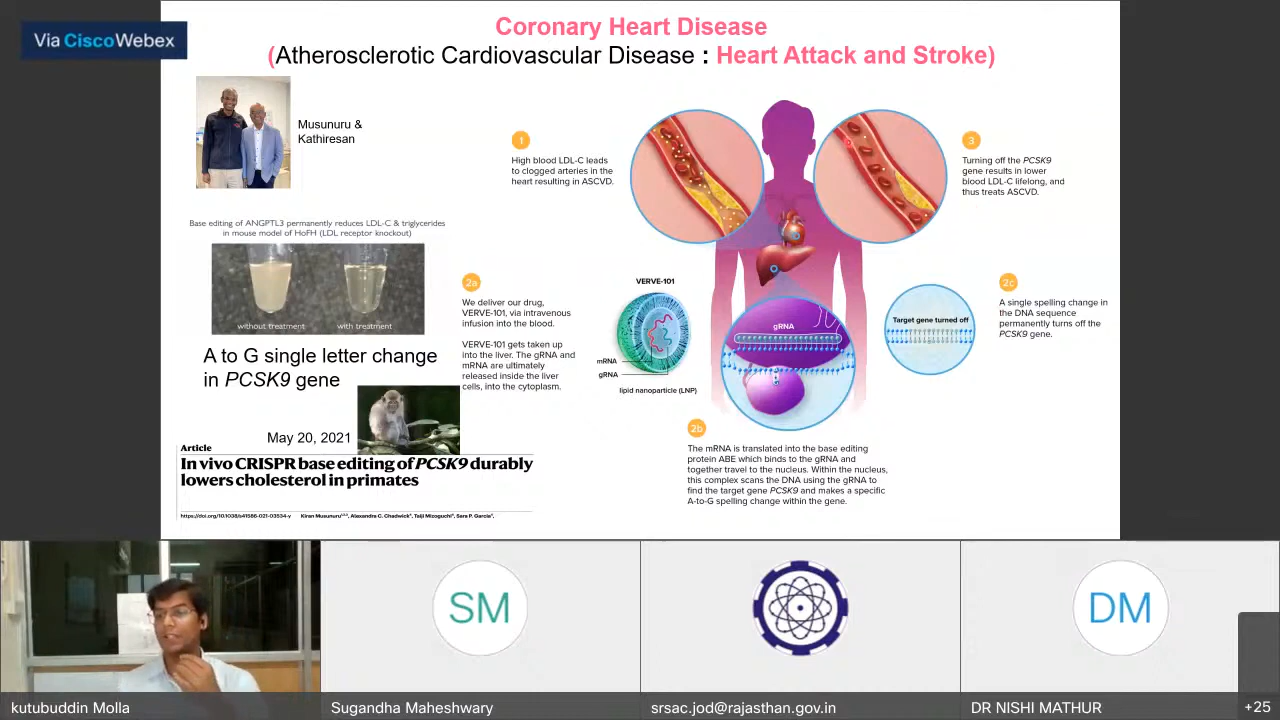 Via Cisco Webex
Coronary Heart Disease
(Atherosclerotic Cardiovascular Disease : Heart Attack and Stroke)
Musunuru &
Kathiresan
1
High blood LDL-C leads
to clogged arteries in the
heart resulting in ASCVD.
3
Turning off the PCSK9
gene results in lower
blood LDL-C lifelong, and
thus treats ASCVD.
Base editing of ANGPTL3 permanently reduces LDL-C & triglycerides
in mouse model of HoFH (LDL receptor knockout)
without treatment
with treatment
A to G single letter change
in PCSK9 gene
2a
We deliver our drug,
VERVE-101, via intravenous
infusion into the blood.
VERVE-101 gets taken up
into the liver. The gRNA and
mRNA are ultimately
released inside the liver
cells, into the cytoplasm.
VERVE-101
mRNA
gRNA
lipid nanoparticle (LNP)
gRNA
Target gene turned off
2c
A single spelling change in
the DNA sequence
permanently turns off the
PCSK9 gene.
2b
The mRNA is translated into the base editing
protein ABE which binds to the gRNA and
together travel to the nucleus. Within the nucleus,
this complex scans the DNA using the gRNA to
find the target gene PCSK9 and makes a specific
A-to-G spelling change within the gene.
May 20, 2021
Article
In vivo CRISPR base editing of PCSK9 durably
lowers cholesterol in primates
https://doi.org/10.1038/s41586-021-03534-y
Kiran Musunuru, Alexandra C. Chadwick, Taiji Mizoguchi, Sara P. Garcia,
SM
DM
kutubuddin Molla
Sugandha Maheshwary
srsac.jod@rajasthan.gov.in
DR NISHI MATHUR
+25